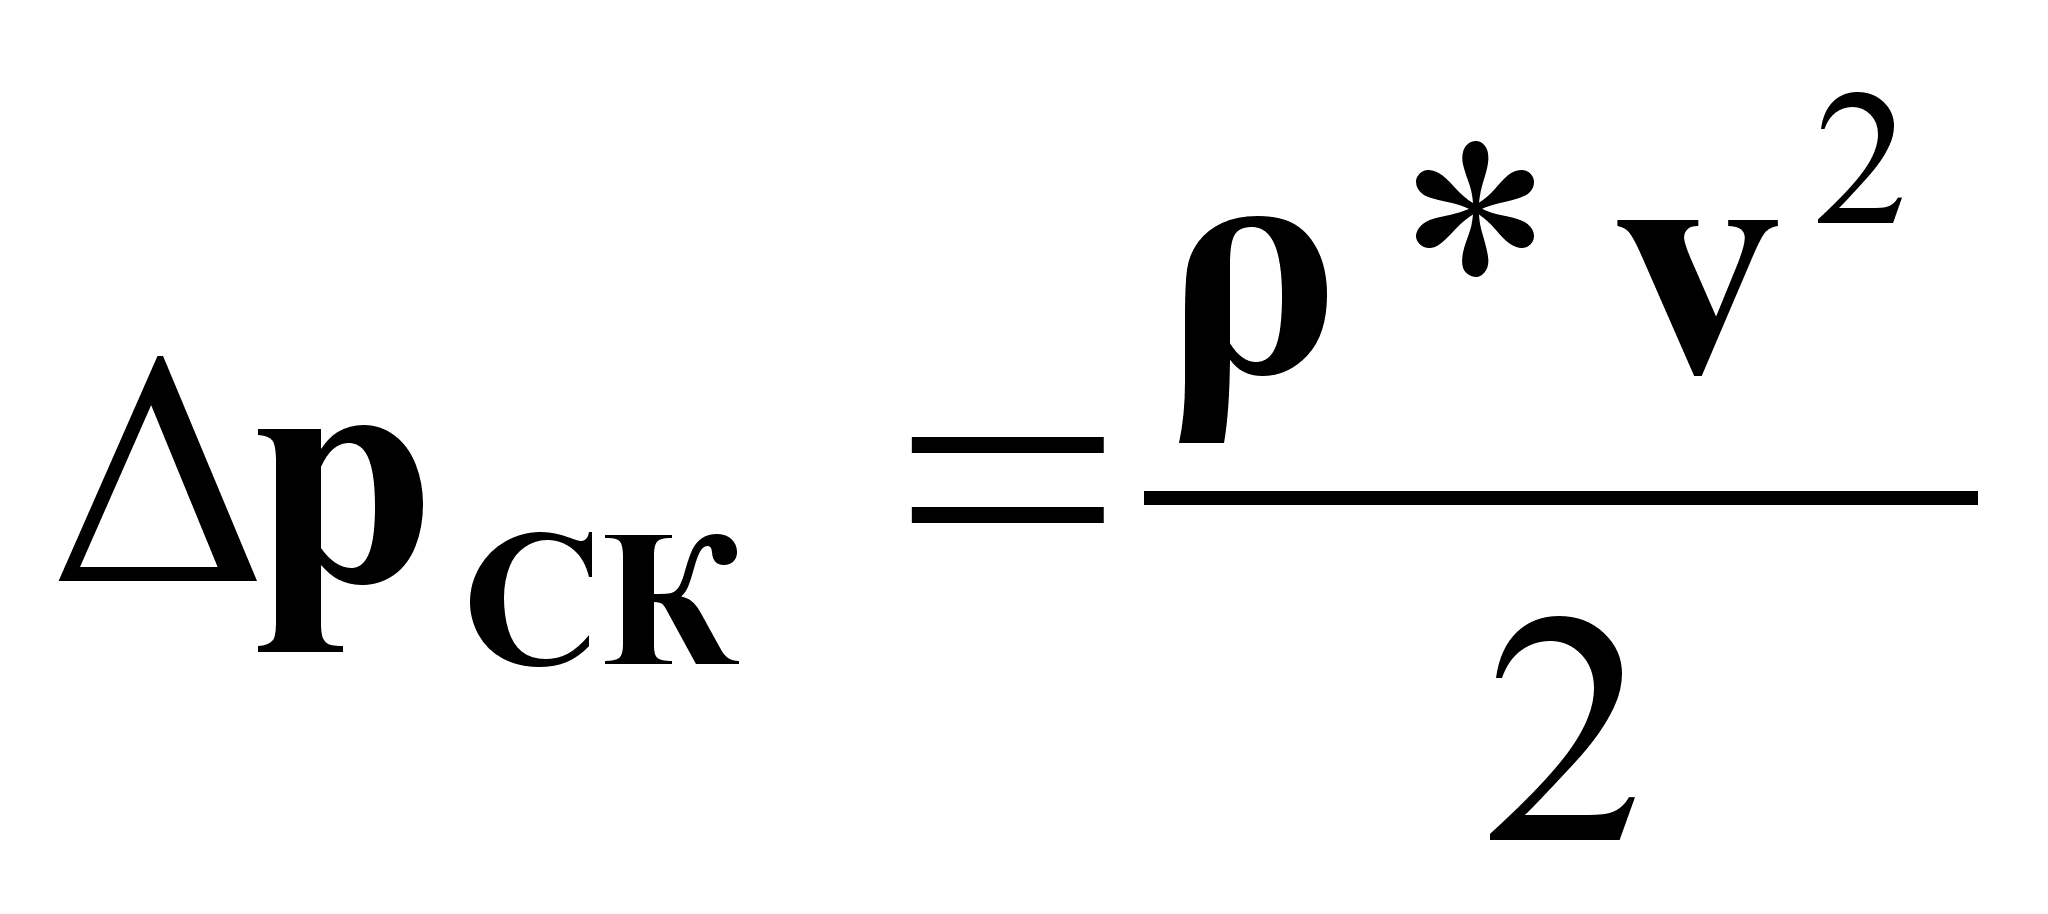 Δp СК = ρ * v² / 2